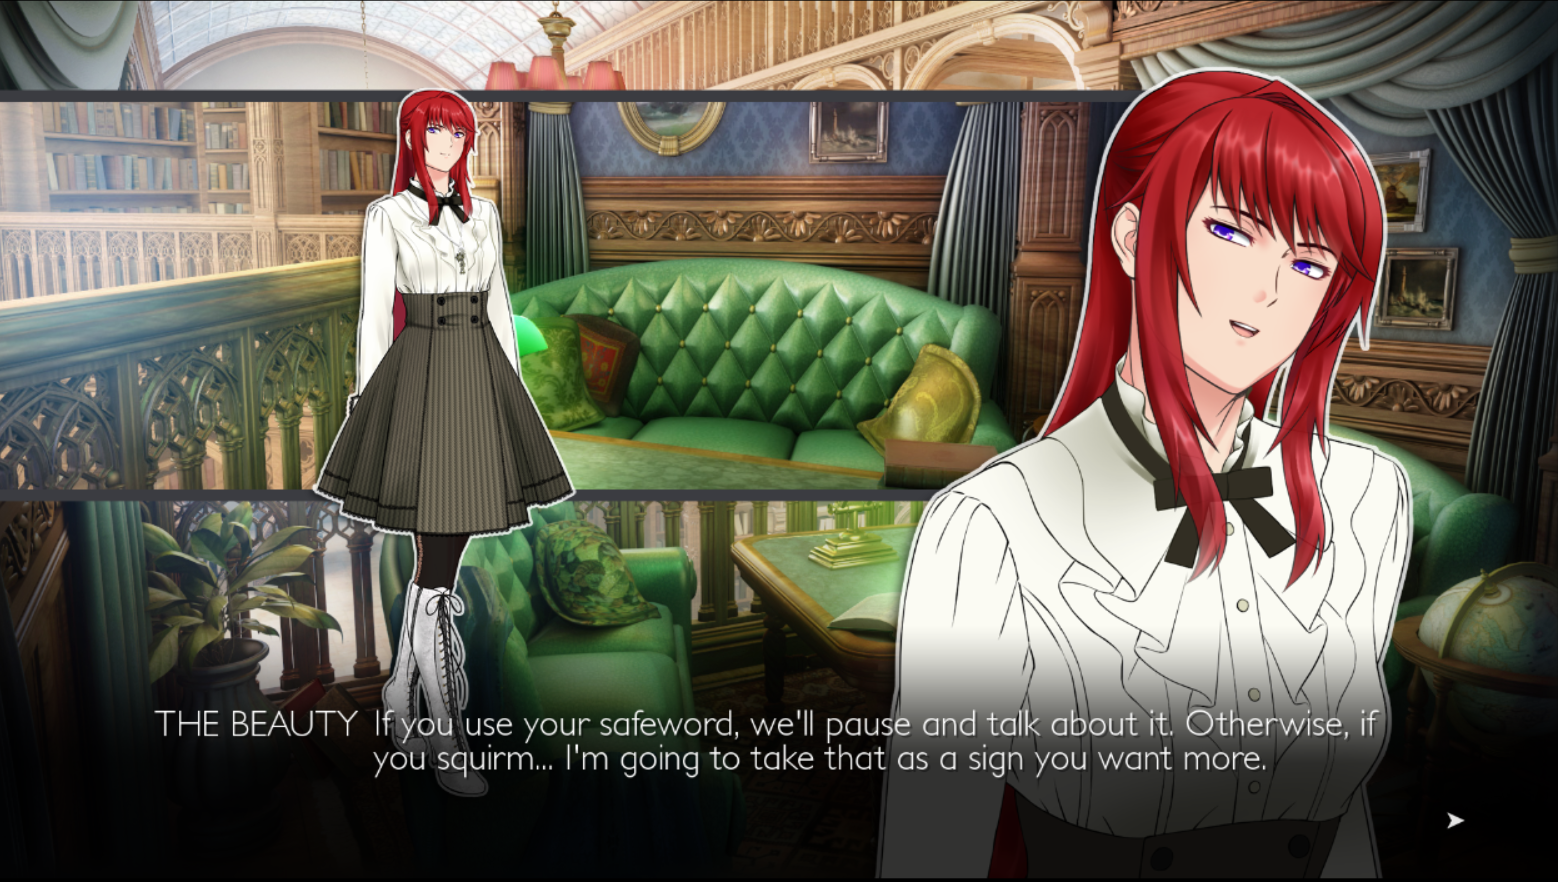 THE BEAUTY If you use your safeword, we'll pause and talk about it. Otherwise, if
you squirm... I'm going to take that as a sign you want more.